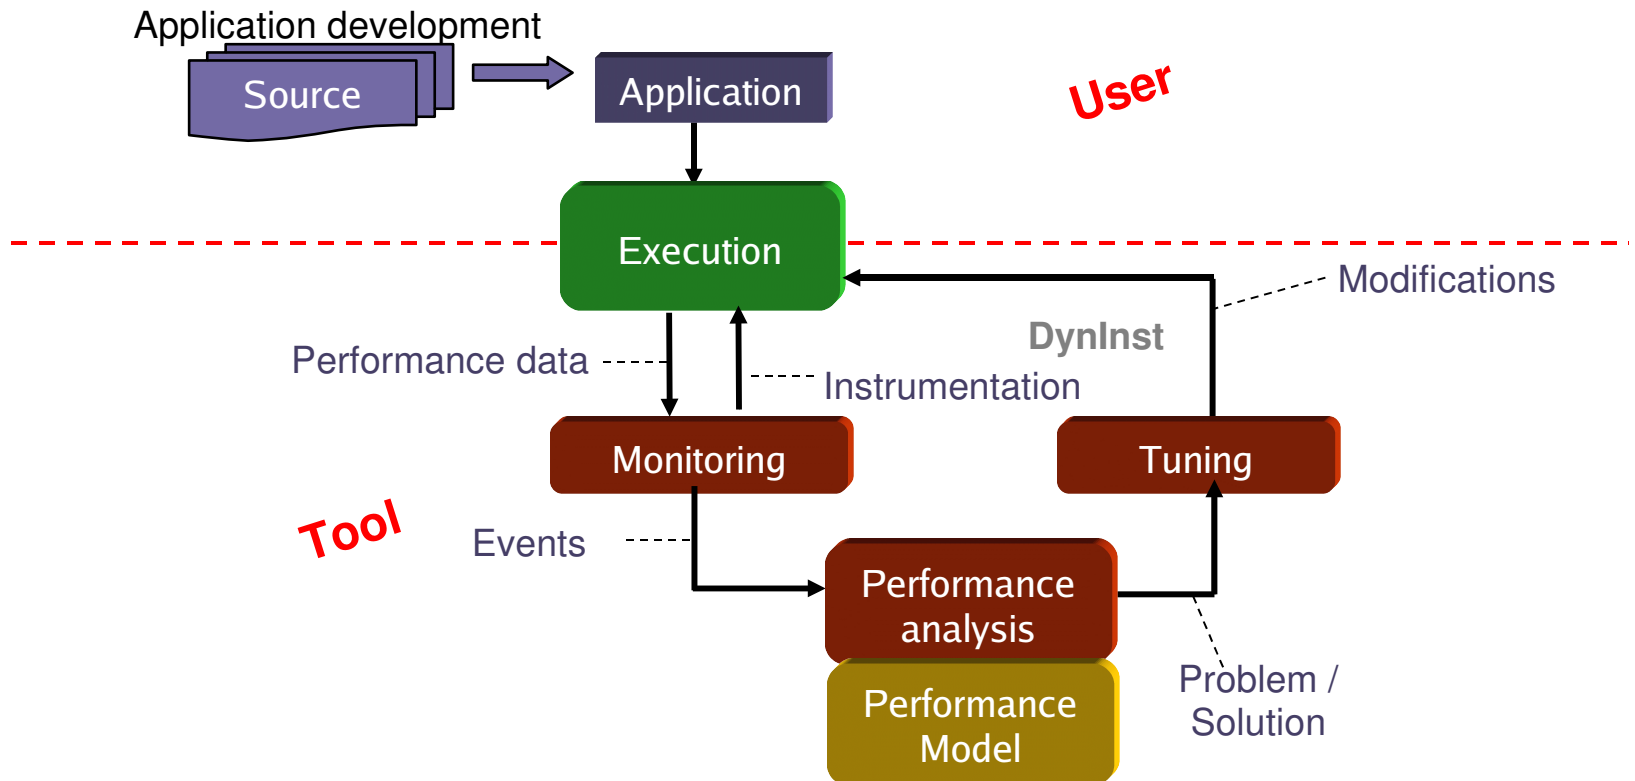 Application development
Source
Application
User
Execution
Modifications
DynInst
Performance data
Instrumentation
Monitoring
Tuning
Tool
Events
Performance
analysis
Problem /
Solution
Performance
Model